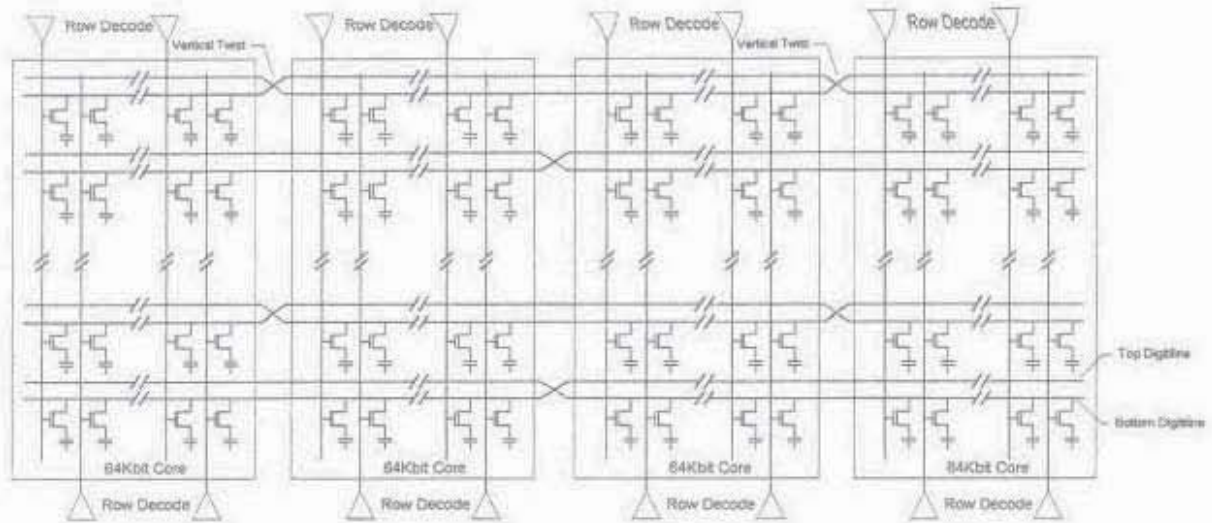 Row Decode
Row Decode
Row Decode
Row Decode
Vertical Twist
Vertical Twist
Top Digitline
Bottom Digitline
64Kbit Core
64Kbit Core
64Kbit Core
64Kbit Core
Row Decode
Row Decode
Row Decode
Row Decode